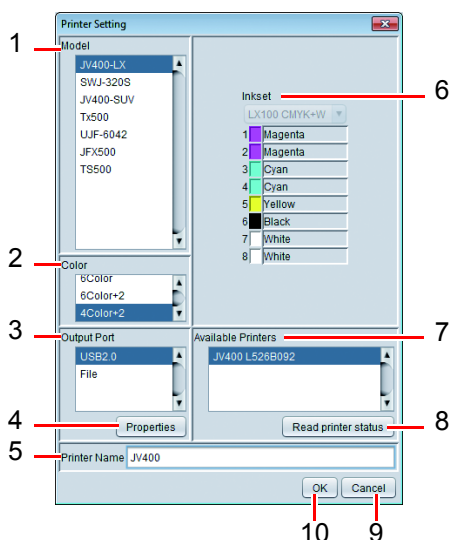 Printer Setting
1
Model
JV400-LX
SWJ-320S
JV400-SUV
Tx500
UJF-6042
JFX500
TS500
2
Color
6Color
6Color+2
4Color+2
3
Output Port
USB2.0
File
4
Properties
5
Printer Name JV400
6
Inkset
LX100 CMYK+W
1 Magenta
2 Magenta
3 Cyan
4 Cyan
5 Yellow
6 Black
7 White
8 White
7
Available Printers
JV400 L526B092
8
Read printer status
OK Cancel
10 9